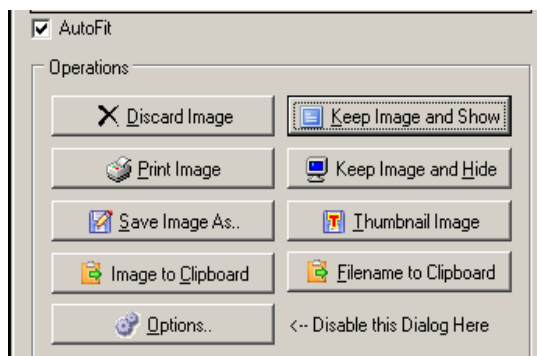 AutoFit
Operations
Discard Image
Keep Image and Show
Print Image
Keep Image and Hide
Save Image As..
Thumbnail Image
Image to Clipboard
Filename to Clipboard
Options..
<-- Disable this Dialog Here